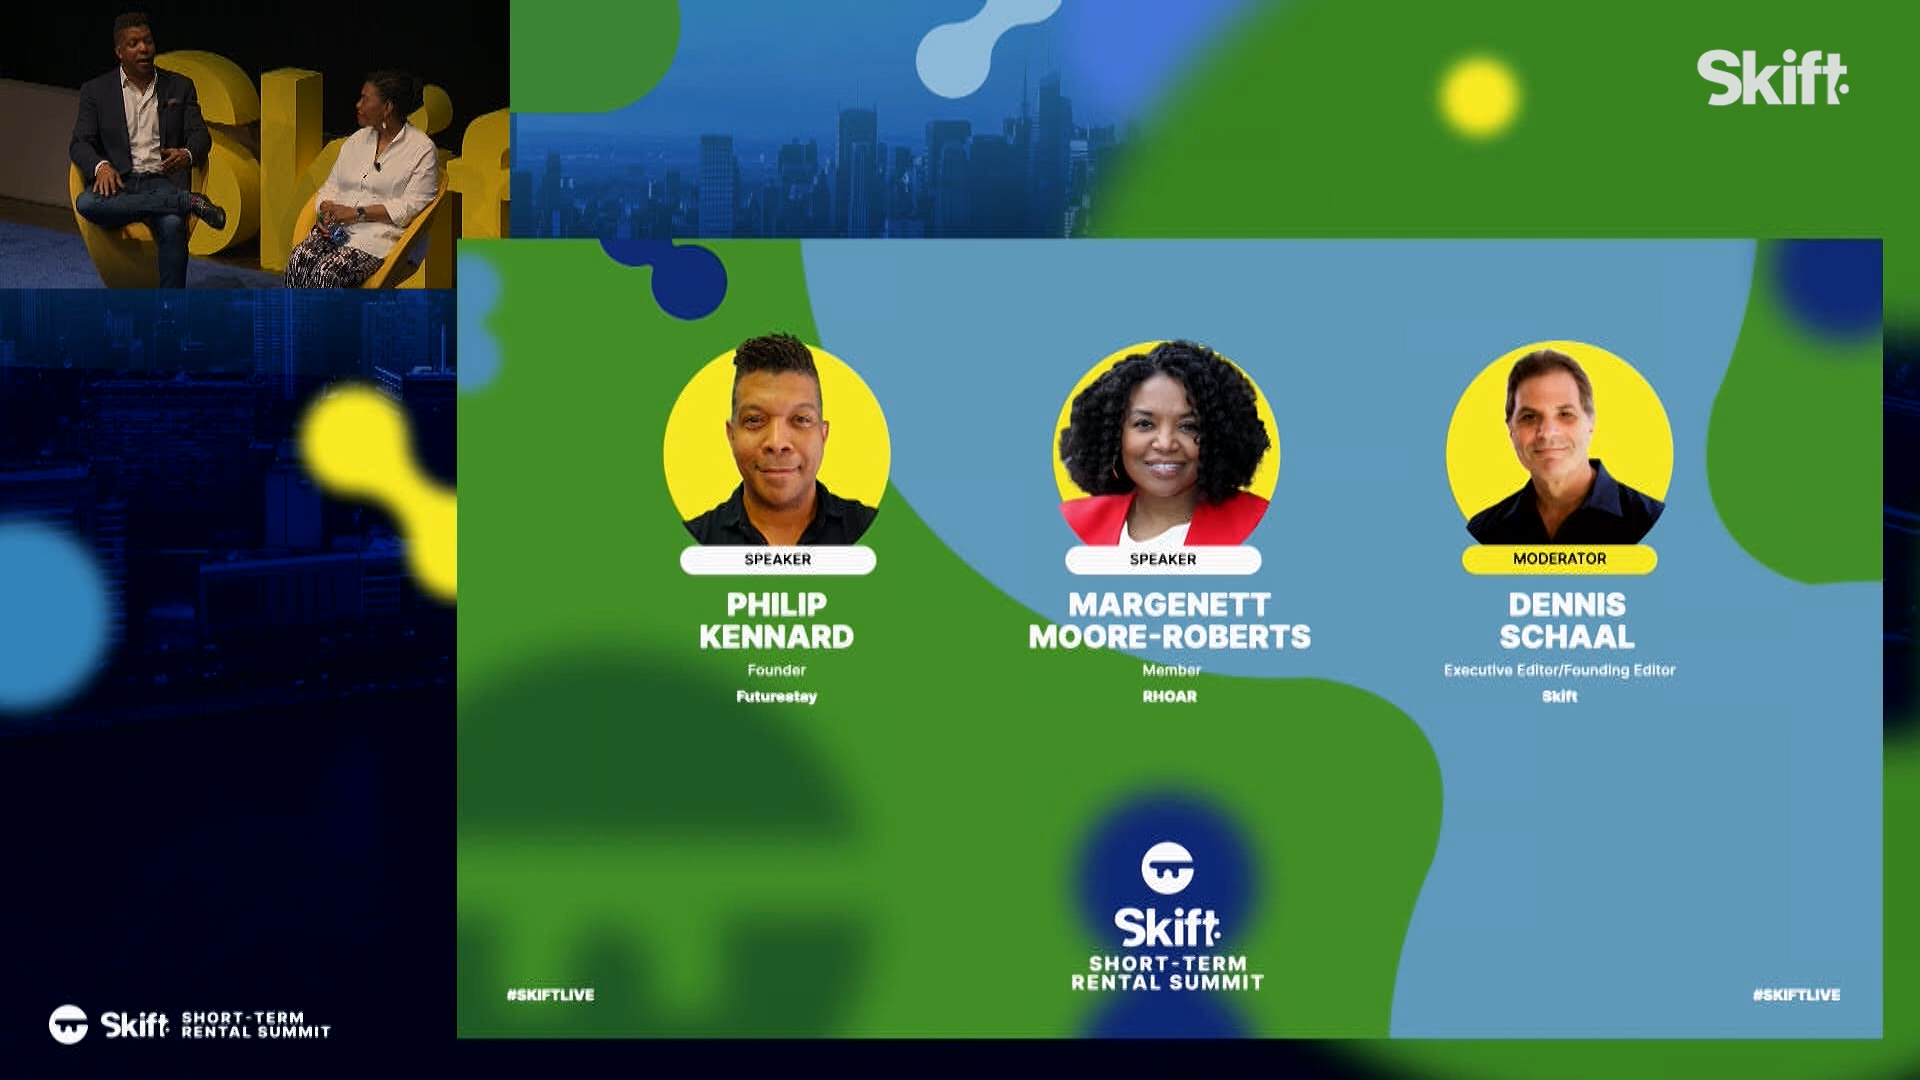 Skift
Skift
SPEAKER
PHILIP
KENNARD
Founder
Futurestay
SPEAKER
MARGENETT
MOORE-ROBERTS
Member
RHOAR
MODERATOR
DENNIS
SCHAAL
Executive Editor/Founding Editor
Skift
Skift
SHORT-TERM
RENTAL SUMMIT
#SKIFTLIVE
#SKIFTLIVE
Skift
SHORT-TERM
RENTAL SUMMIT